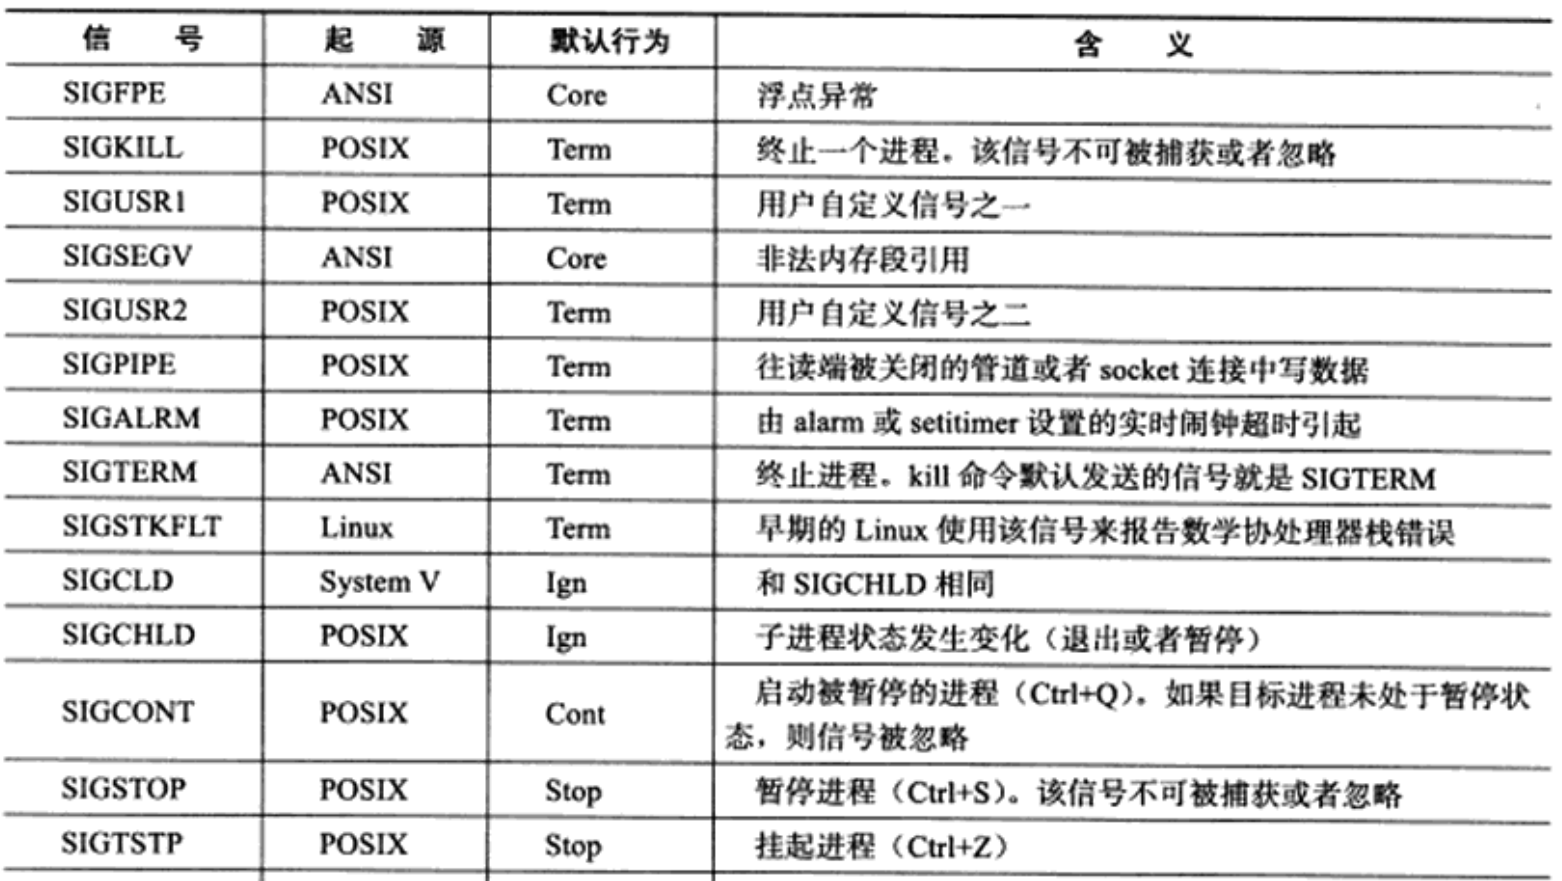 信 号 起 源 默认行为 含 义
SIGFPE ANSI Core 浮点异常
SIGKILL POSIX Term 终止一个进程。该信号不可被捕获或者忽略
SIGUSR1 POSIX Term 用户自定义信号之一
SIGSEGV ANSI Core 非法内存段引用
SIGUSR2 POSIX Term 用户自定义信号之二
SIGPIPE POSIX Term 往读端被关闭的管道或者 socket 连接中写数据
SIGALRM POSIX Term 由 alarm 或 setitimer 设置的实时闹钟超时引起
SIGTERM ANSI Term 终止进程。kill 命令默认发送的信号就是 SIGTERM
SIGSTKFLT Linux Term 早期的 Linux 使用该信号来报告数学协处理器栈错误
SIGCLD System V Ign 和 SIGCHLD 相同
SIGCHLD POSIX Ign 子进程状态发生变化（退出或者暂停）
SIGCONT POSIX Cont 启动被暂停的进程（Ctrl+Q）。如果目标进程未处于暂停状
态，则信号被忽略
SIGSTOP POSIX Stop 暂停进程（Ctrl+S）。该信号不可被捕获或者忽略
SIGTSTP POSIX Stop 挂起进程（Ctrl+Z）